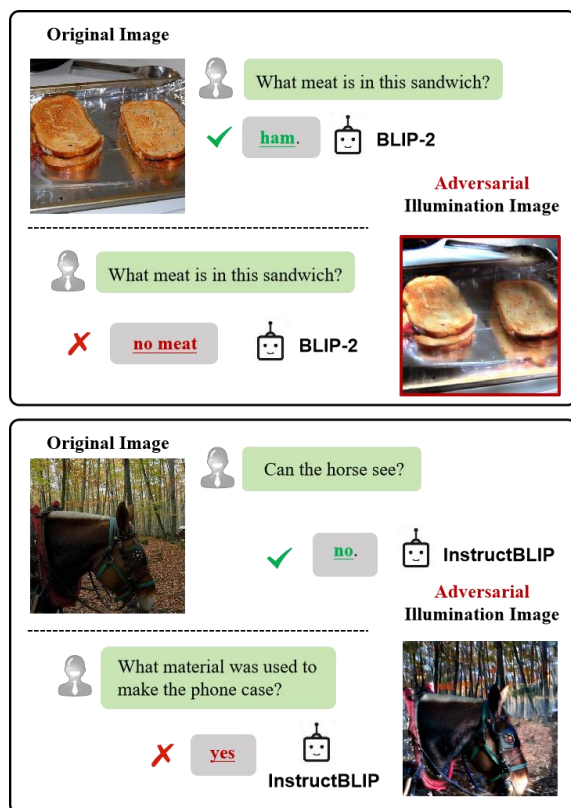 Original Image
What meat is in this sandwich?
ham.
BLIP-2
Adversarial
Illumination Image
What meat is in this sandwich?
no meat
BLIP-2
Original Image
Can the horse see?
no.
InstructBLIP
Adversarial
Illumination Image
What material was used to
make the phone case?
yes
InstructBLIP